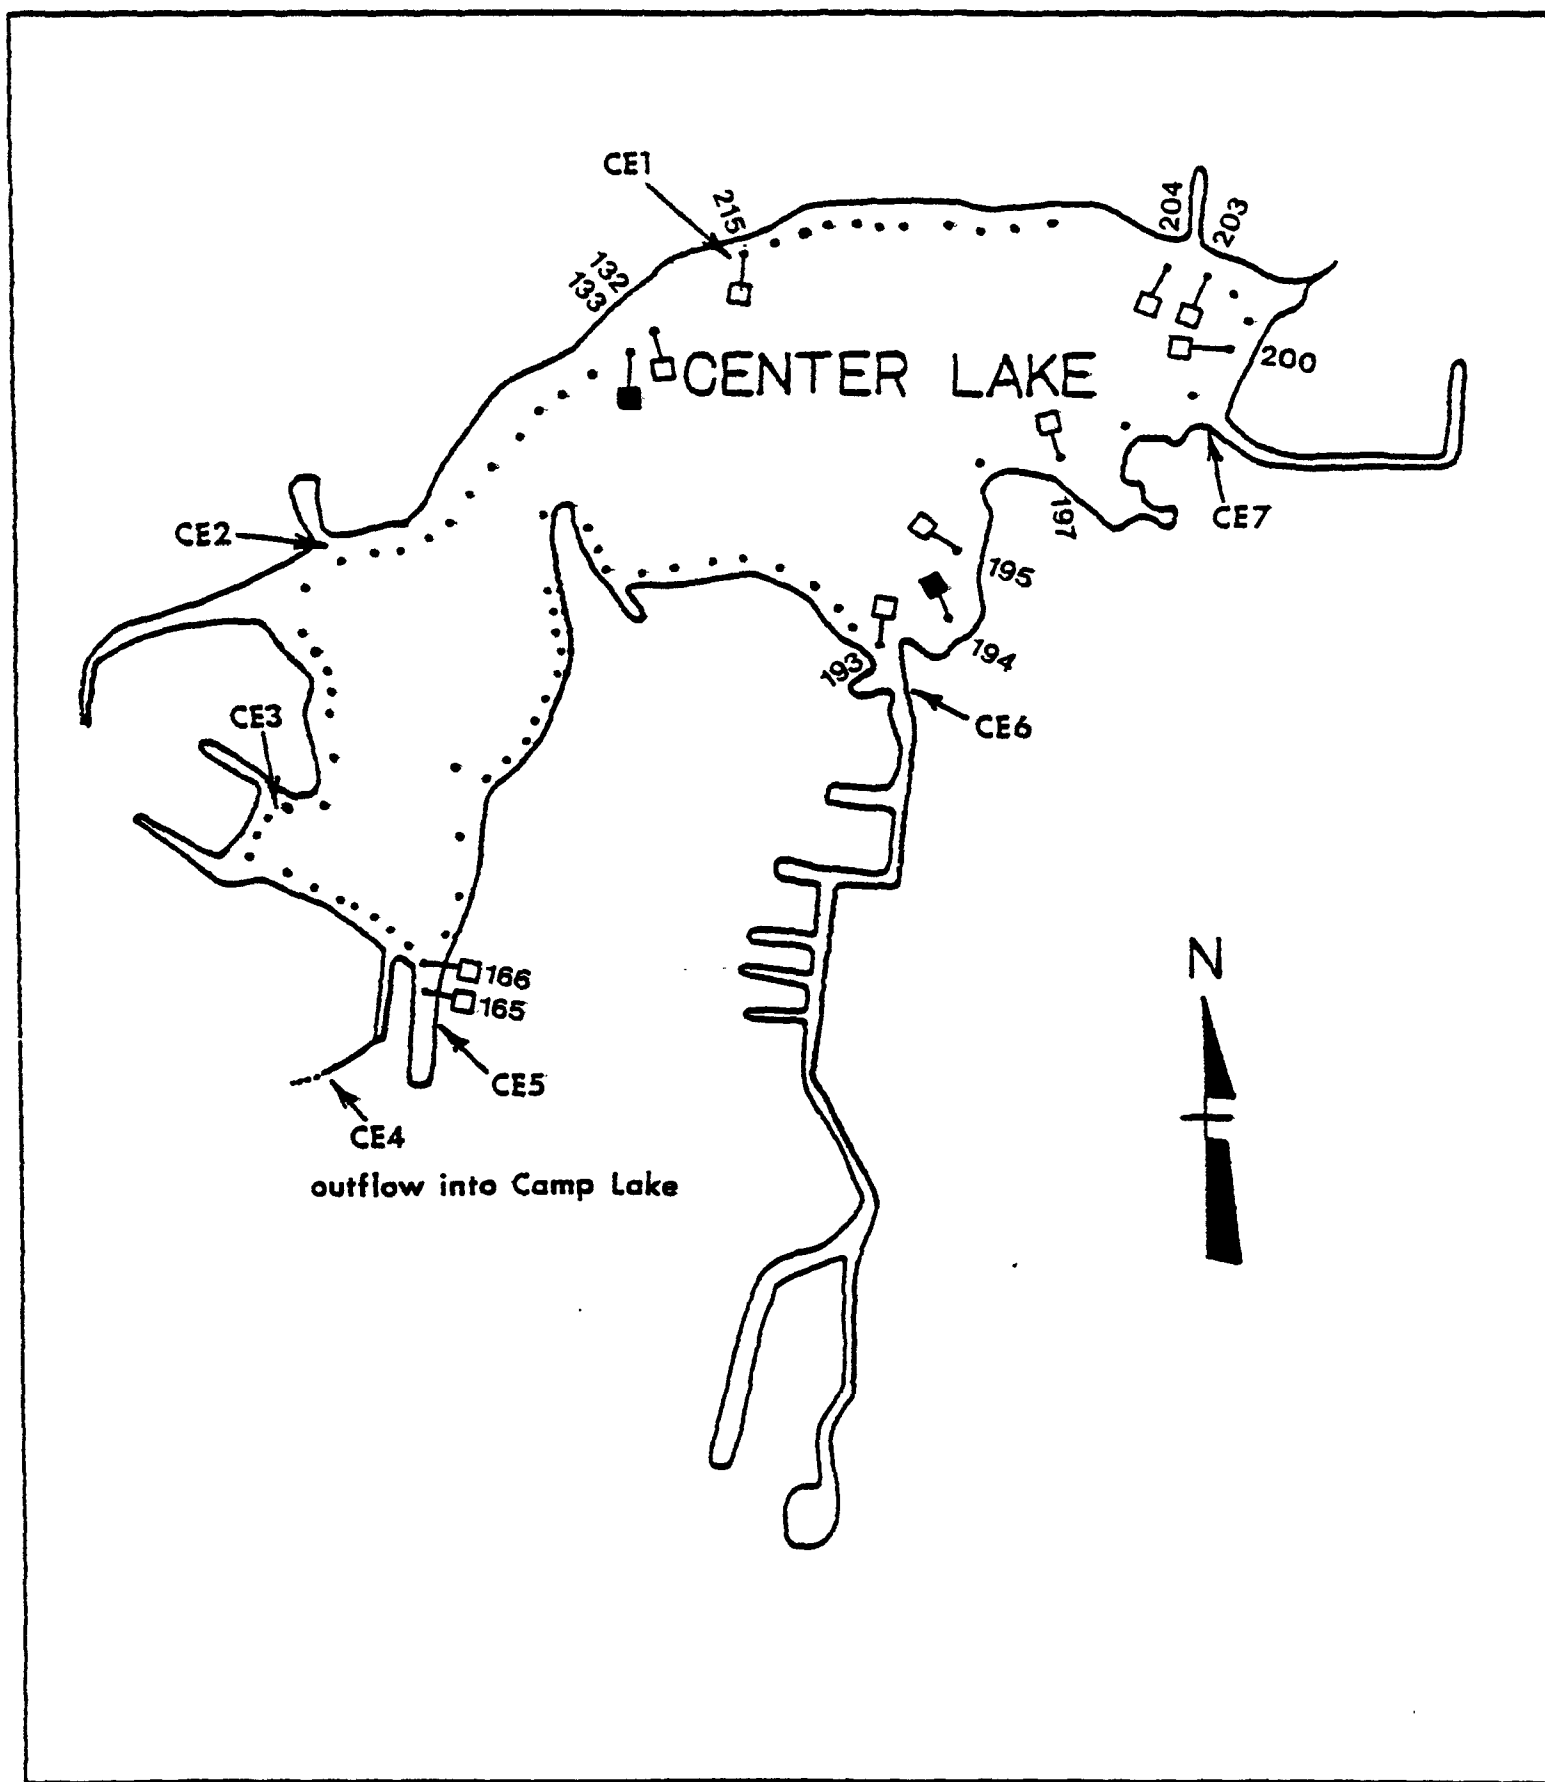 CE1
215
204
203
132
133
CENTER LAKE
200
CE2
197
CE7
195
194
193
CE3
CE6
N
166
165
CE5
CE4
outflow into Camp Lake